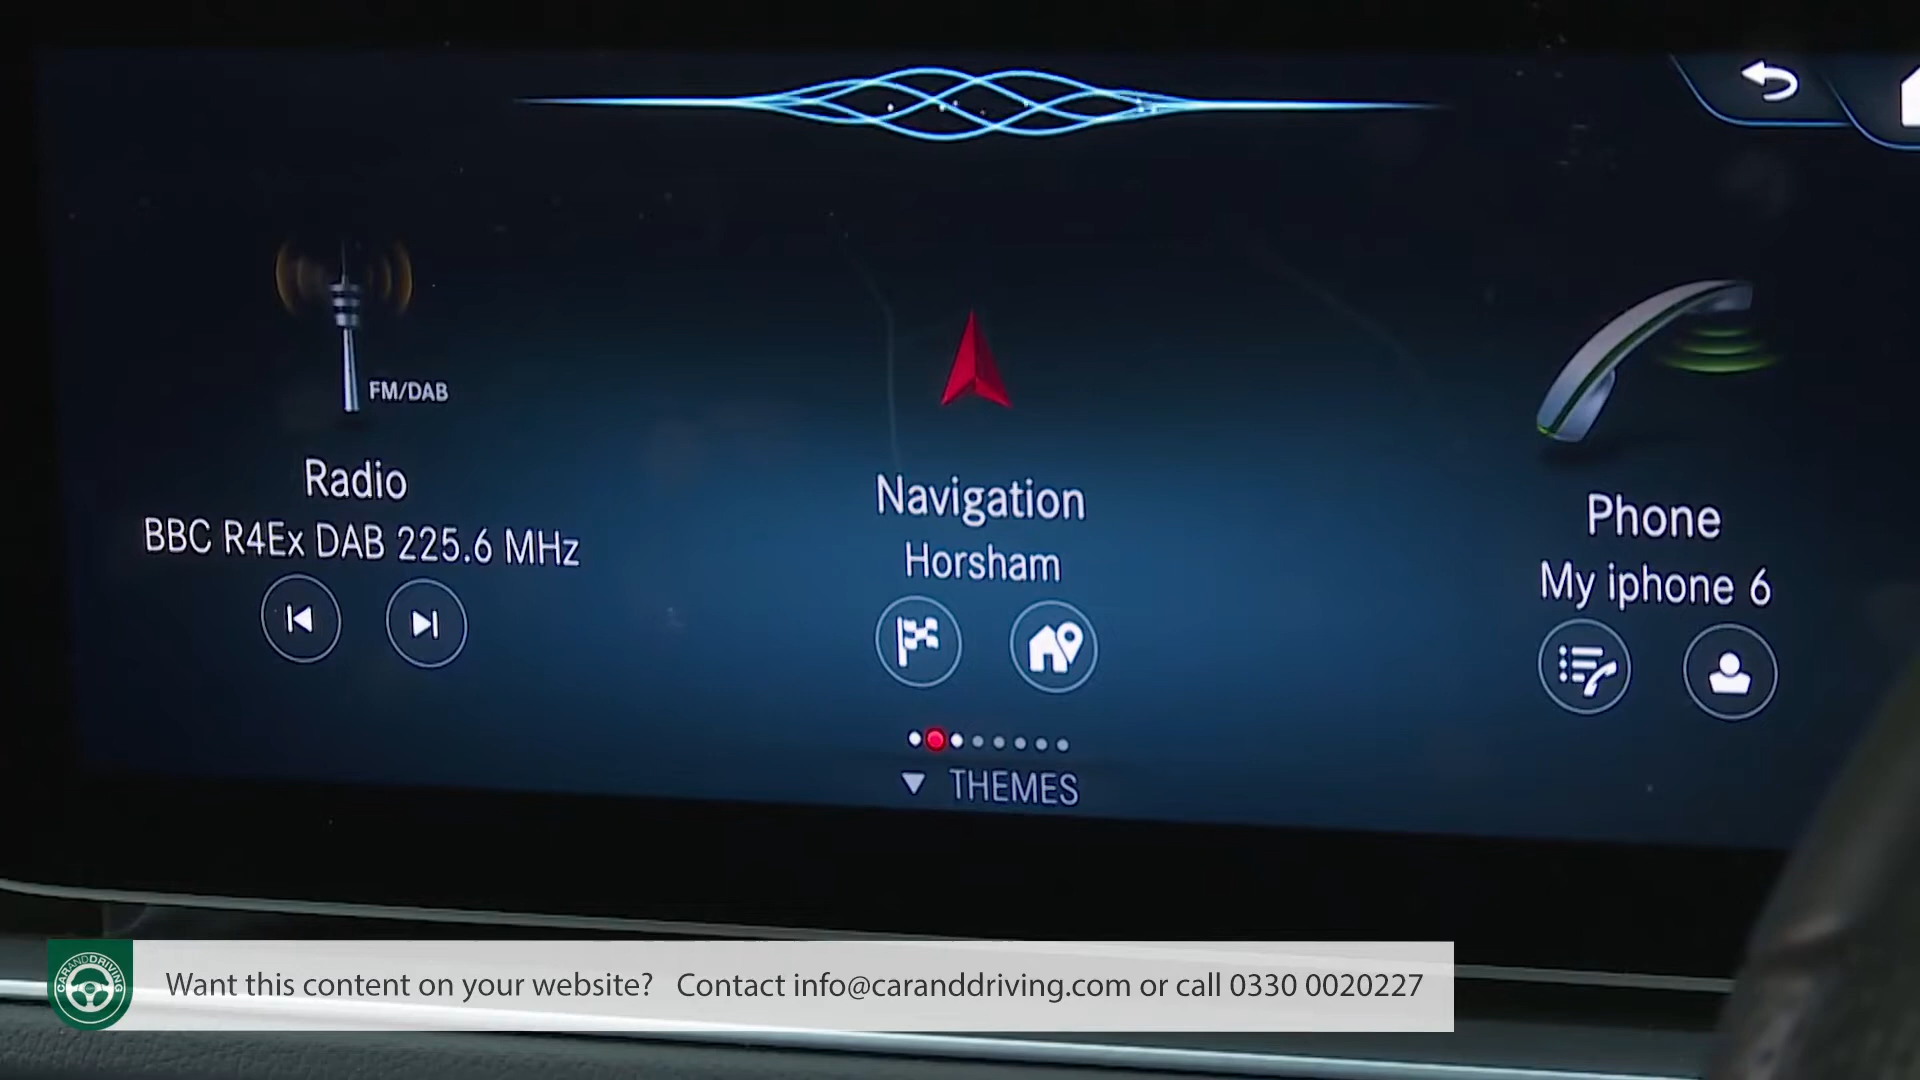 FM/DAB
Radio
BBC R4Ex DAB 225.6 MHz
Navigation
Horsham
Phone
My iphone 6
THEMES
CARANDDRIVING
Want this content on your website? Contact info@caranddriving.com or call 0330 0020227